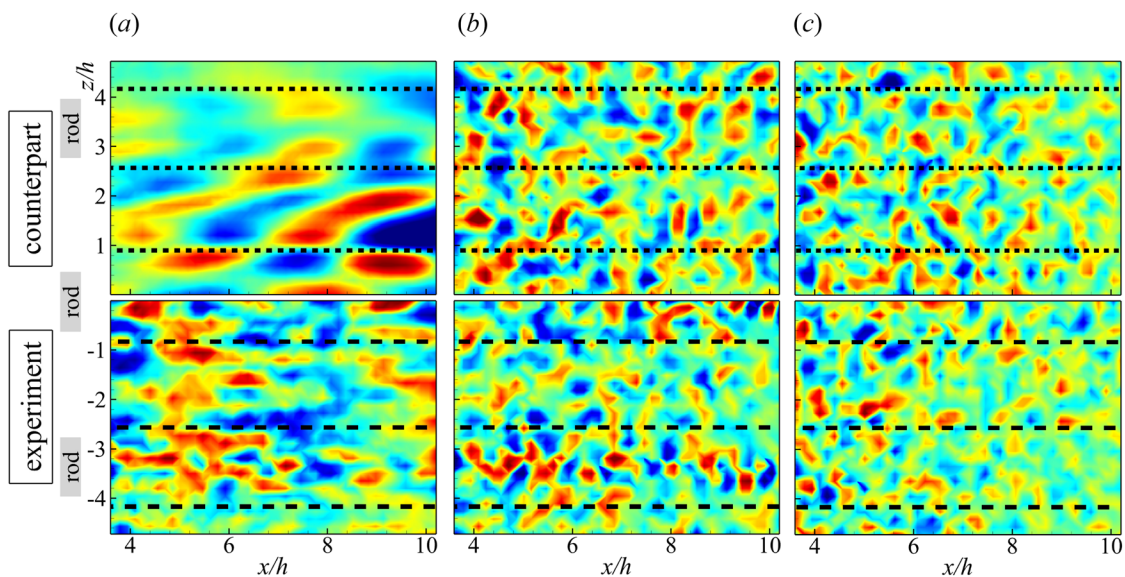 (a) (b) (c)
z/h
4
3
2
1
rod
rod
rod
counterpart
experiment
-1
-2
-3
-4
4 6 8 10 4 6 8 10 4 6 8 10
x/h x/h x/h